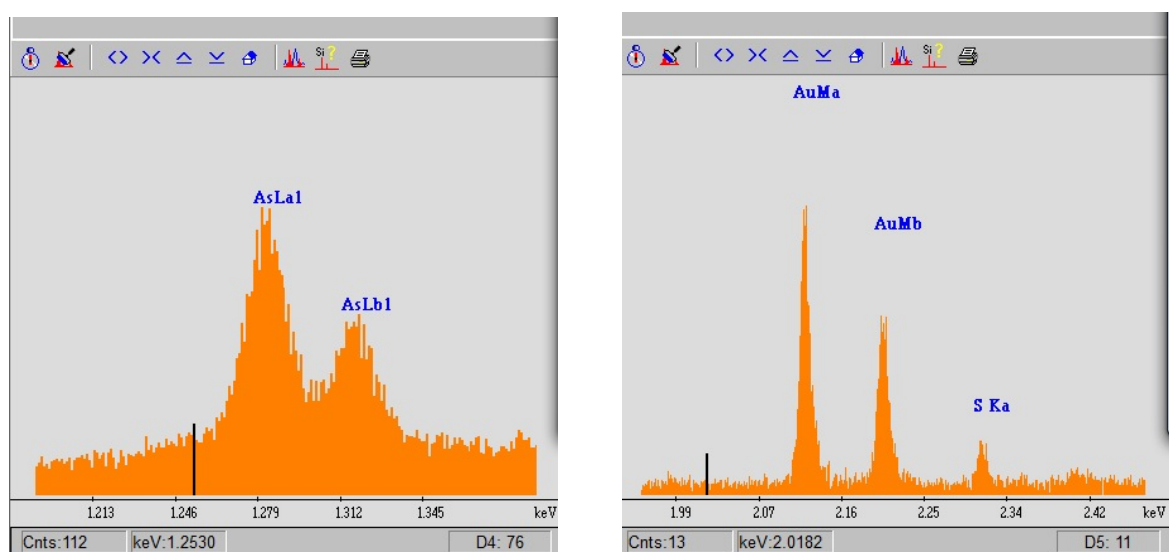 Si ?
AsLa1
AsLb1
1.213 1.246 1.279 1.312 1.345 keV
Cnts:112 keV:1.2530 D4: 76
Si ?
AuMa
AuMb
S Ka
1.99 2.07 2.16 2.25 2.34 2.42 keV
Cnts:13 keV:2.0182 D5: 11